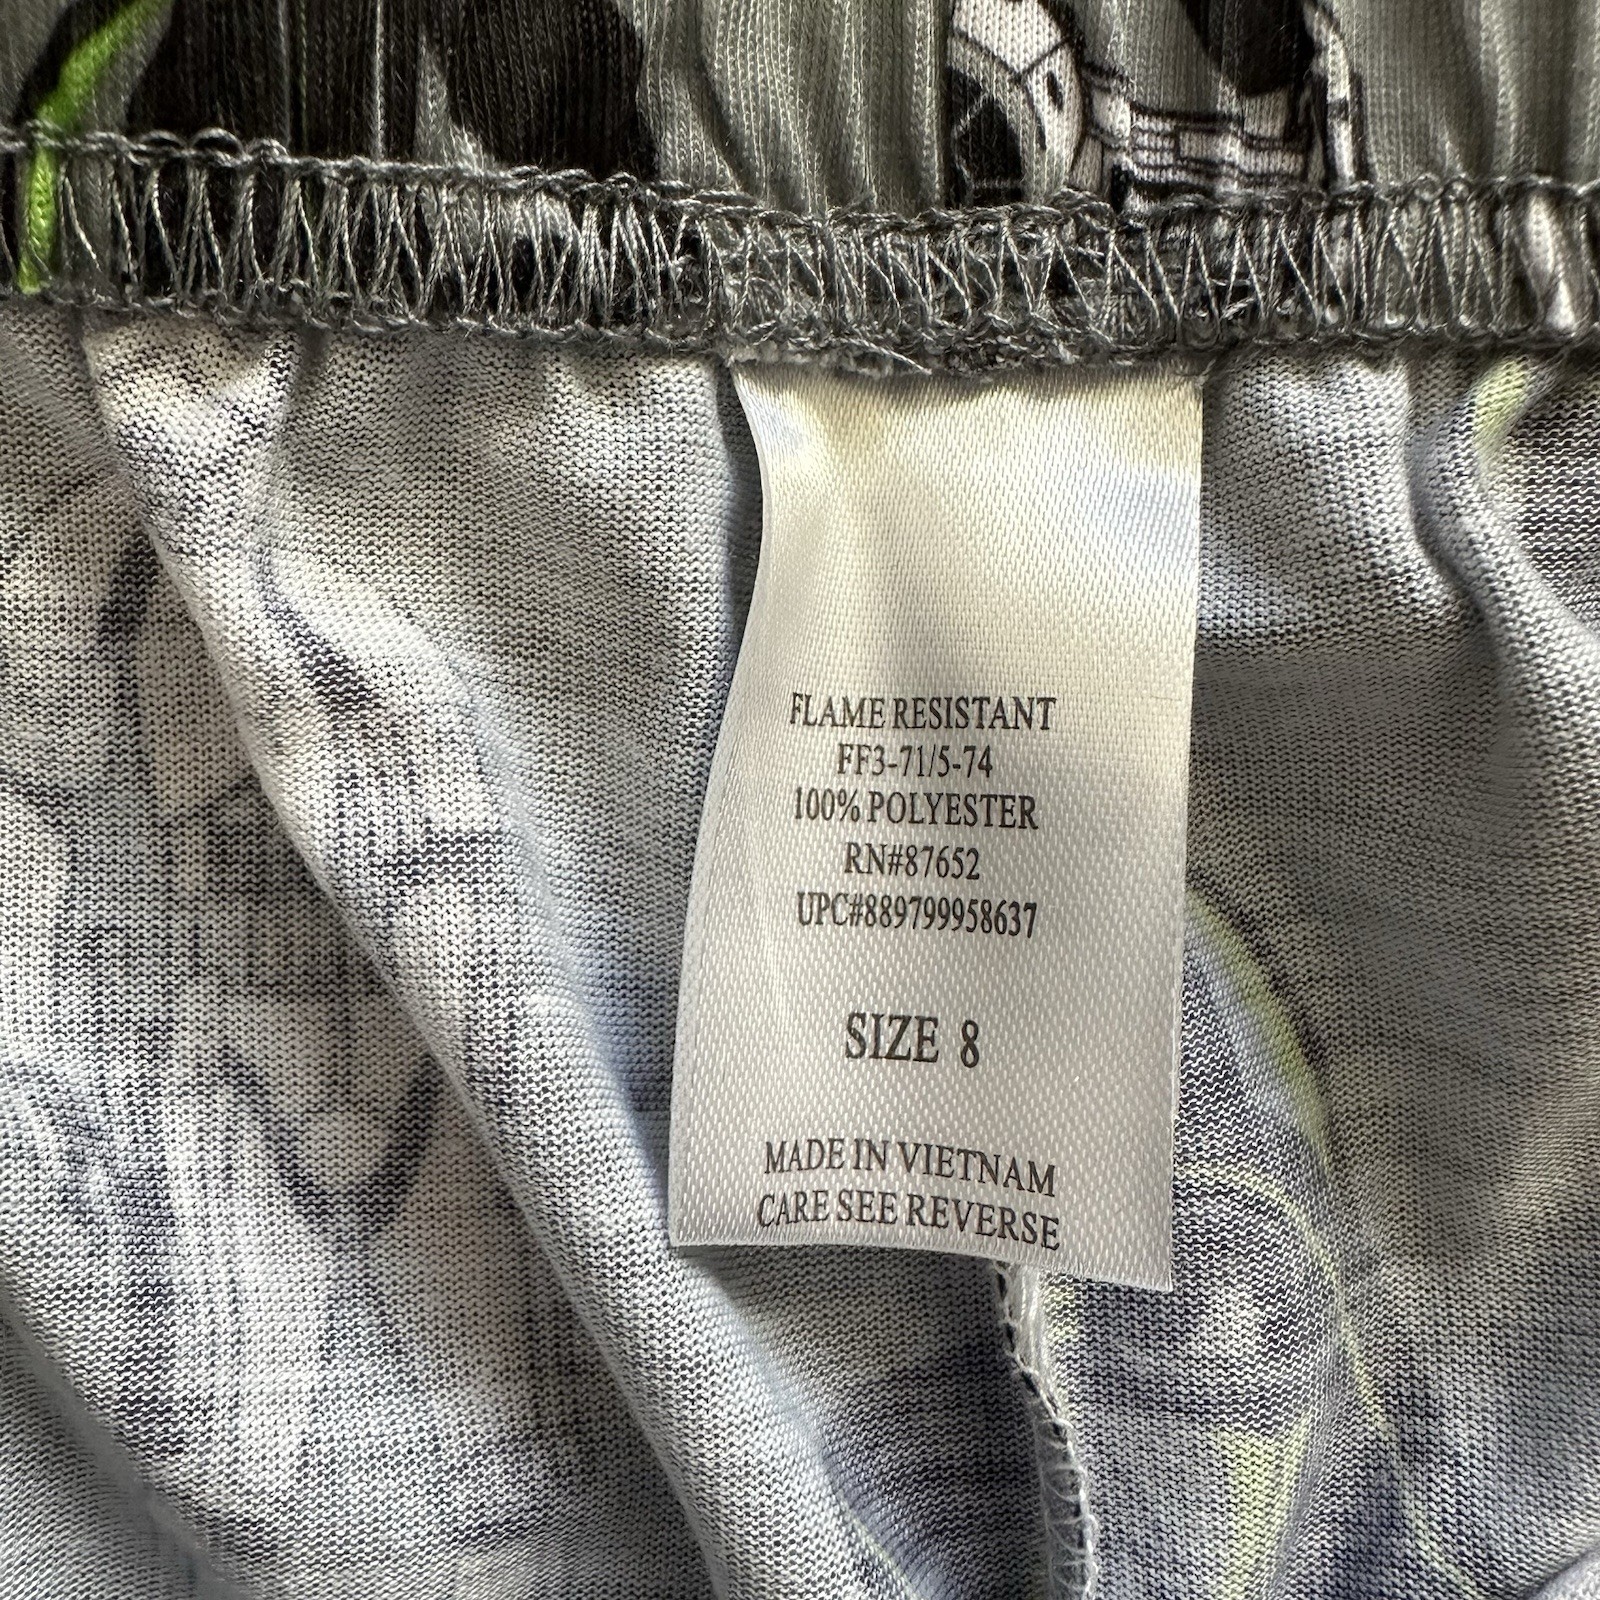 FLAME RESISTANT
FF3-71/5-74
100% POLYESTER
RN#87652
UPC#889799958637
SIZE 8
MADE IN VIETNAM
CARE SEE REVERSE